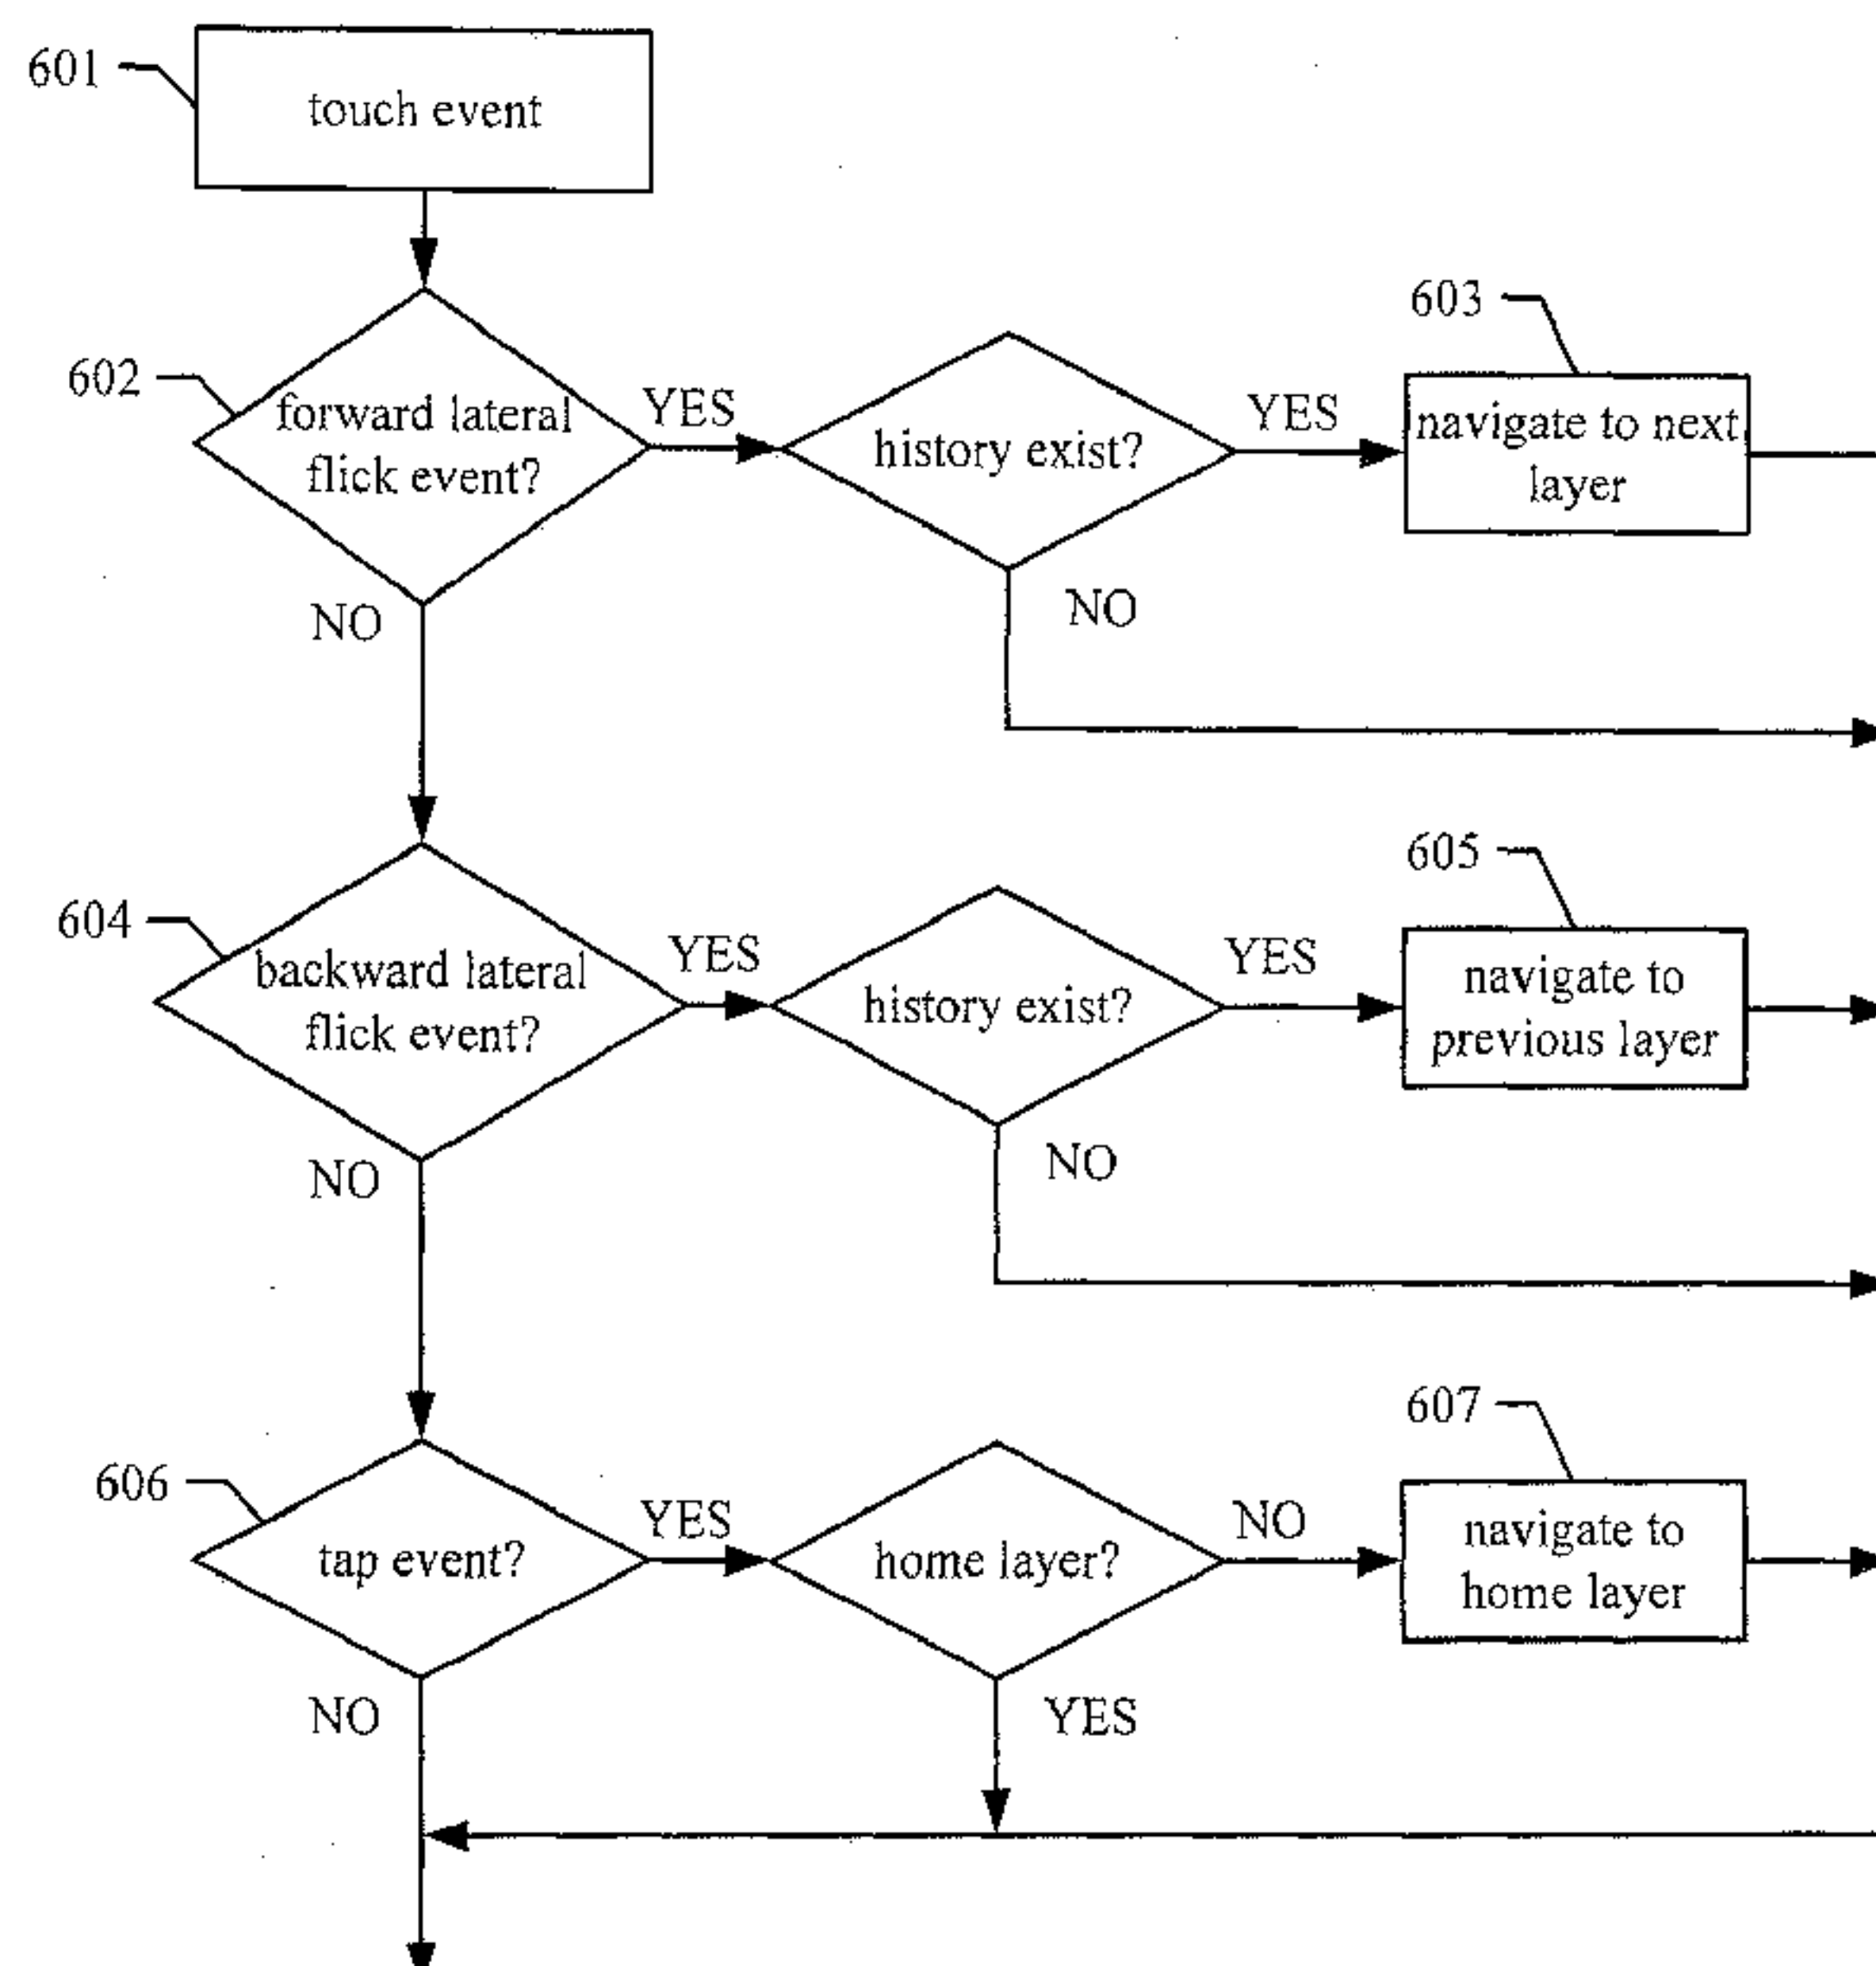 601
touch event
602
forward lateral
flick event?
YES
history exist?
YES
603
navigate to next
layer
NO
NO
604
backward lateral
flick event?
YES
history exist?
YES
605
navigate to
previous layer
NO
NO
606
tap event?
YES
home layer?
NO
607
navigate to
home layer
NO
YES